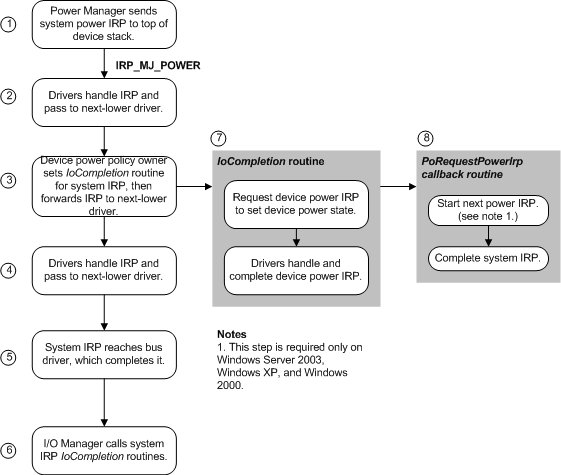 1
Power Manager sends
system power IRP to top of
device stack.
IRP_MJ_POWER
2
Drivers handle IRP and
pass to next-lower driver.
3
Device power policy owner
sets IoCompletion routine
for system IRP, then
forwards IRP to next-lower
driver.
4
Drivers handle IRP and
pass to next-lower driver.
5
System IRP reaches bus
driver, which completes it.
6
I/O Manager calls system
IRP IoCompletion routines.
7
IoCompletion routine
Request device power IRP
to set device power state.
Drivers handle and
complete device power IRP.
8
PoRequestPowerIrp
callback routine
Start next power IRP.
(see note 1.)
Complete system IRP.
Notes
1. This step is required only on
Windows Server 2003,
Windows XP, and Windows
2000.